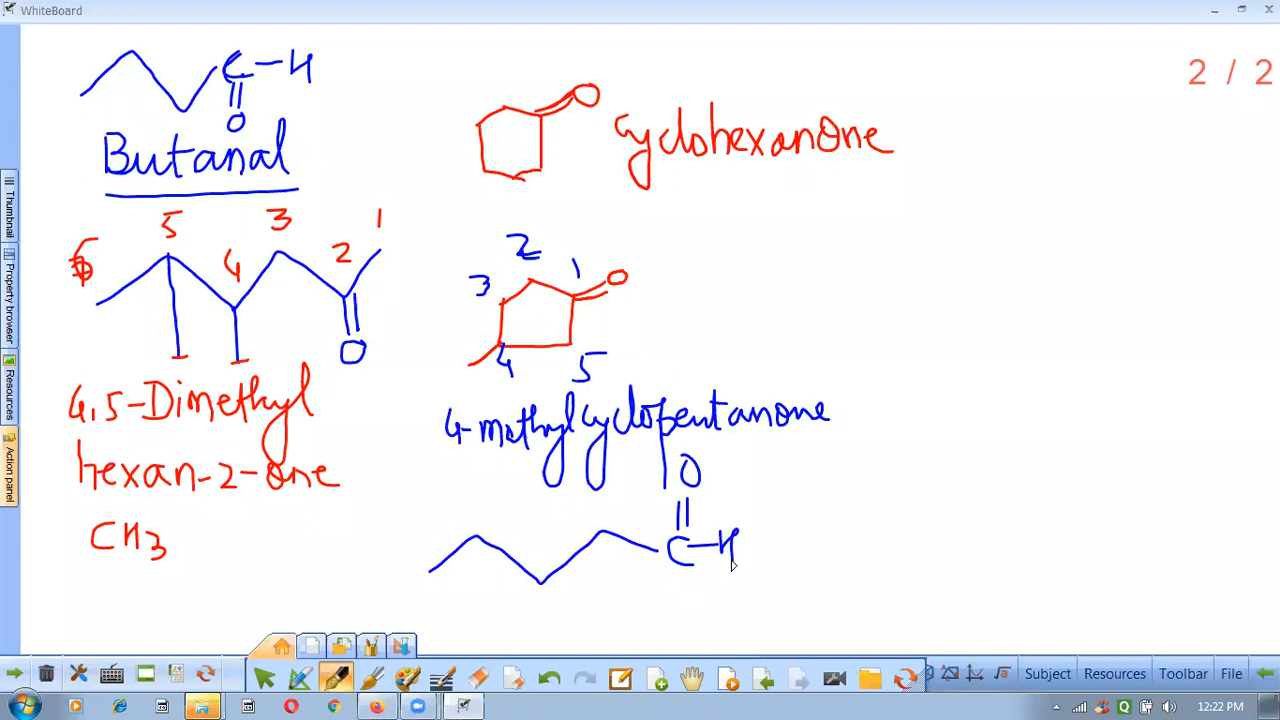 WhiteBoard
2 / 2
C-H
O
Butanal
O
cyclohexanone
5
3
1
6
4
2
O
4,5-Dimethyl
hexan-2-one
CH3
2
1
O
3
4
5
4-methylcyclopentanone
O
C-H
Thumbnail
Property browser
Resources
Action panel
Subject
Resources
Toolbar
File
12:22 PM